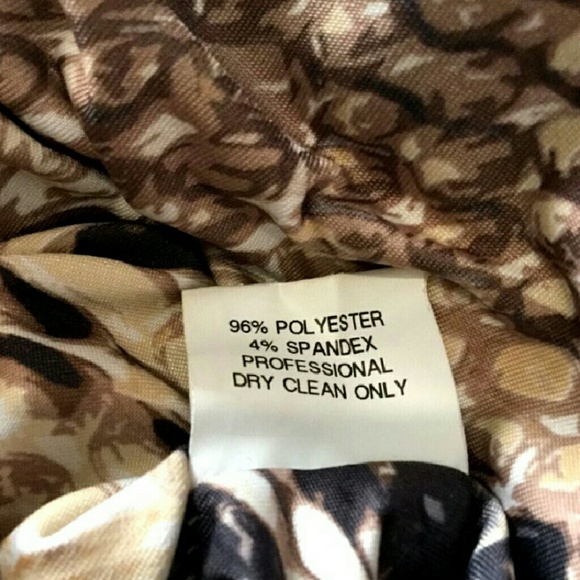 96% POLYESTER
4% SPANDEX
PROFESSIONAL
DRY CLEAN ONLY